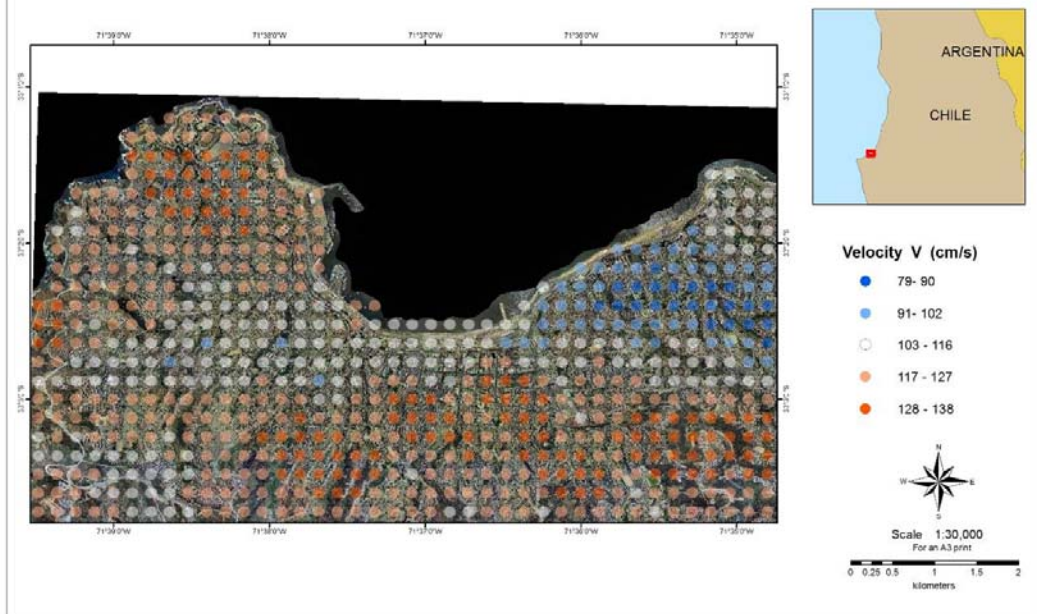 71°39'0"W 71°38'0"W 71°37'0"W 71°36'0"W 71°35'0"W
ARGENTINA
CHILE
Velocity V (cm/s)
79- 90
91- 102
103 - 116
117 - 127
128 - 138
N
W E
S
Scale 1:30,000
For an A3 print
0 0.25 0.5 1 1.5 2
kilometers
71°39'0"W 71°38'0"W 71°37'0"W 71°36'0"W 71°35'0"W